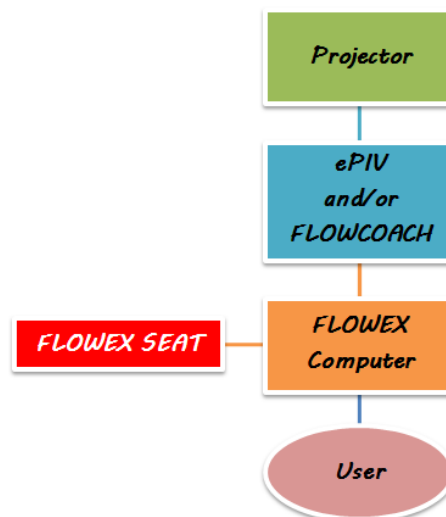 Projector
ePIV
and/or
FLOWCOACH
FLOWEX SEAT
FLOWEX
Computer
User